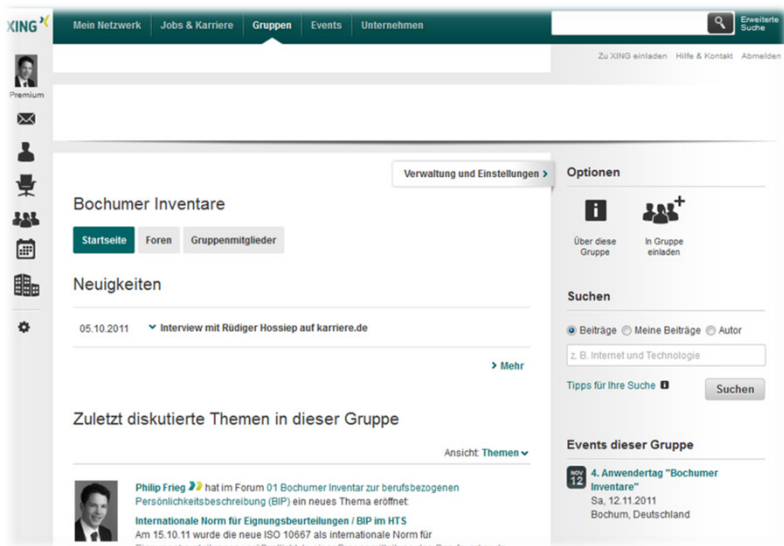 XING
Mein Netzwerk Jobs & Karriere Gruppen Events Unternehmen
Erweiterte
Suche
Zu XING einladen Hilfe & Kontakt Abmelden
Premium
Verwaltung und Einstellungen
Bochumer Inventare
Startseite Foren Gruppenmitglieder
Neuigkeiten
05.10.2011 Interview mit Rüdiger Hossiep auf karriere.de
Mehr
Zuletzt diskutierte Themen in dieser Gruppe
Ansicht: Themen
Philip Frieg hat im Forum 01 Bochumer Inventar zur berufsbezogenen
Persönlichkeitsbeschreibung (BIP) ein neues Thema eröffnet:
Internationale Norm für Eignungsbeurteilungen / BIP im HTS
Am 15.10.11 wurde die neue ISO 10667 als internationale Norm für
Optionen
Über diese
Gruppe
In Gruppe
einladen
Suchen
Beiträge Meine Beiträge Autor
z. B. Internet und Technologie
Tipps für Ihre Suche
Suchen
Events dieser Gruppe
NOV
12
4. Anwendertag "Bochumer
Inventare"
Sa, 12.11.2011
Bochum, Deutschland